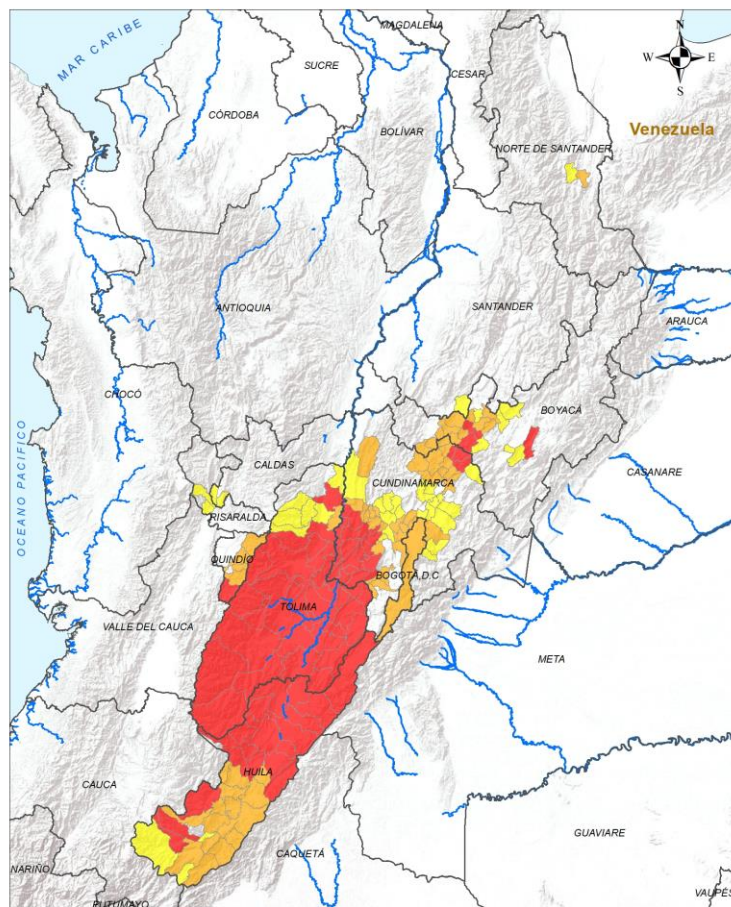 MAGDALENA
MAR CARIBE
N
SUCRE
W
E
CESAR
S
CÓRDOBA
BOLÍVAR
Venezuela
NORTE DE SANTANDER
ANTIOQUIA
SANTANDER
ARAUCA
CHOCÓ
BOYACÁ
OCEANO PACIFICO
CALDAS
CUNDINAMARCA
CASANARE
RISARALDA
QUINDÍO
BOGOTÁ, D.C
TOLIMA
VALLE DEL CAUCA
META
HUILA
CAUCA
GUAVIARE
CAQUETÁ
NARIÑO
PUTUMAYO
VAUPÉS